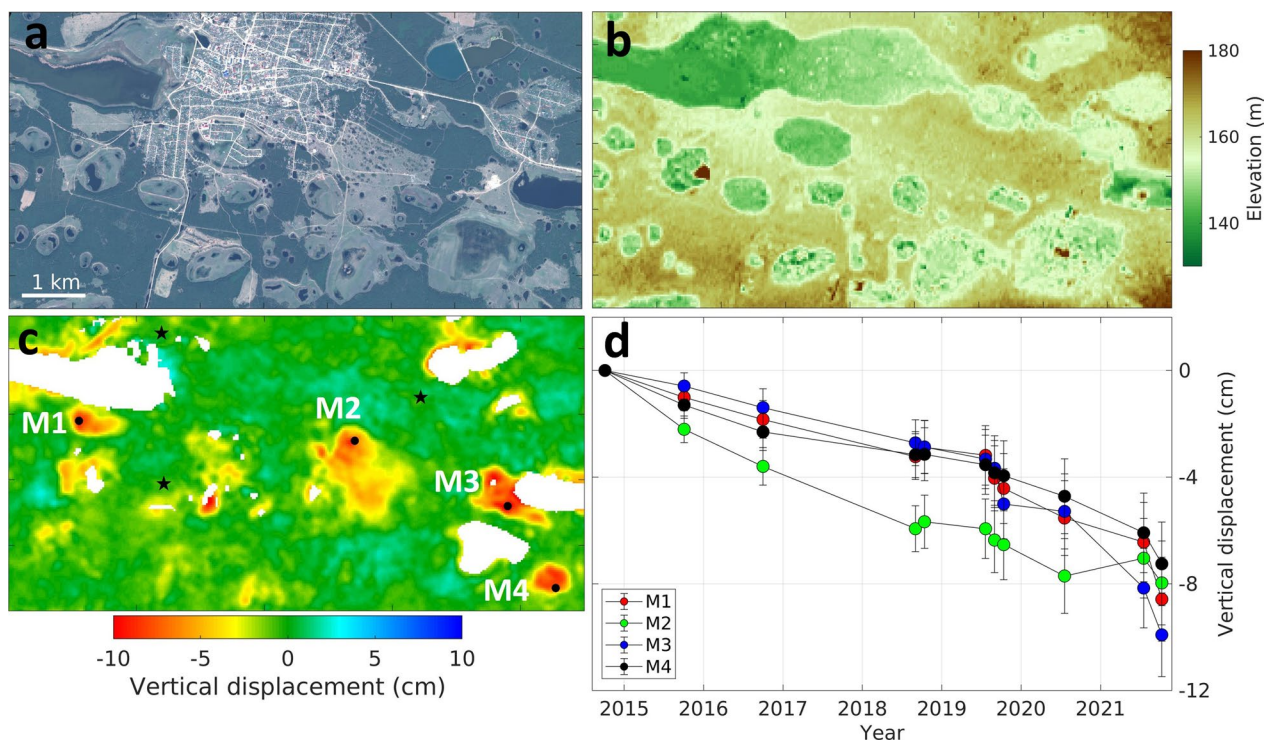 a
1 km
b
180
160
140
Elevation (m)
c
M1
M2
M3
M4
-10
-5
0
5
10
Vertical displacement (cm)
d
0
-4
-8
-12
Vertical displacement (cm)
M1
M2
M3
M4
2015 2016 2017 2018 2019 2020 2021
Year